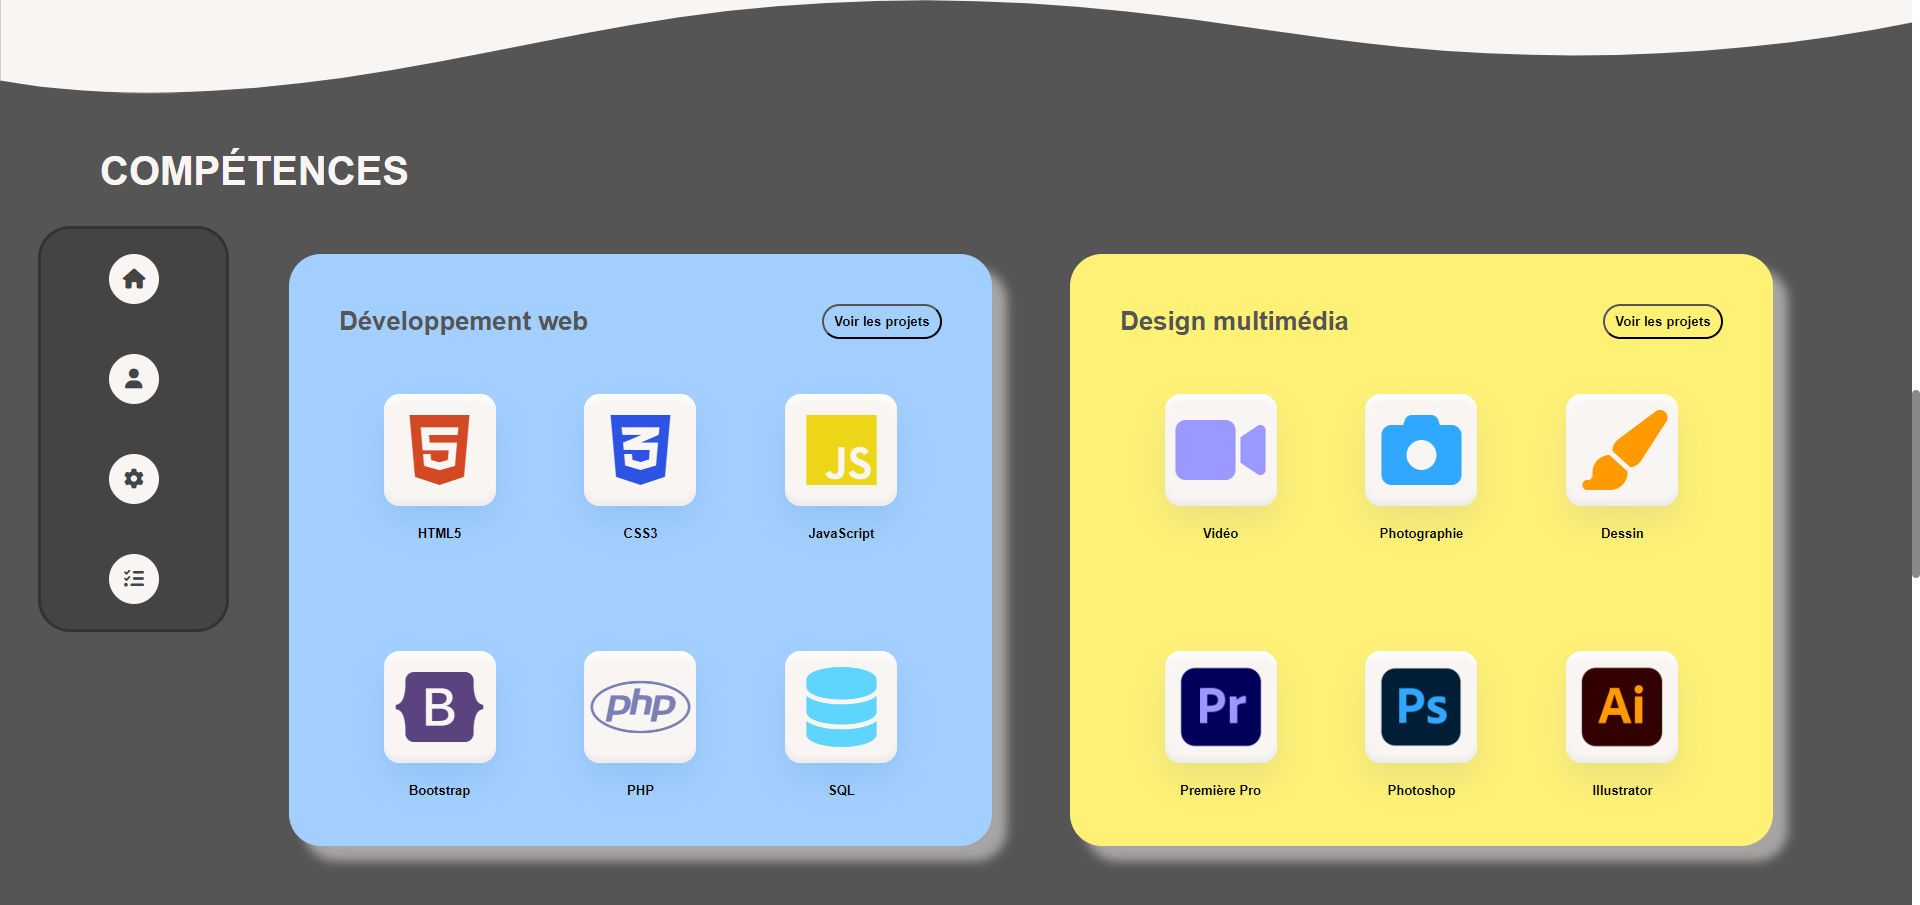 COMPÉTENCES
Développement web
Voir les projets
5
3
JS
HTML5
CSS3
JavaScript
B
php
Bootstrap
PHP
SQL
Design multimédia
Voir les projets
Vidéo
Photographie
Dessin
Pr
Ps
Ai
Première Pro
Photoshop
Illustrator